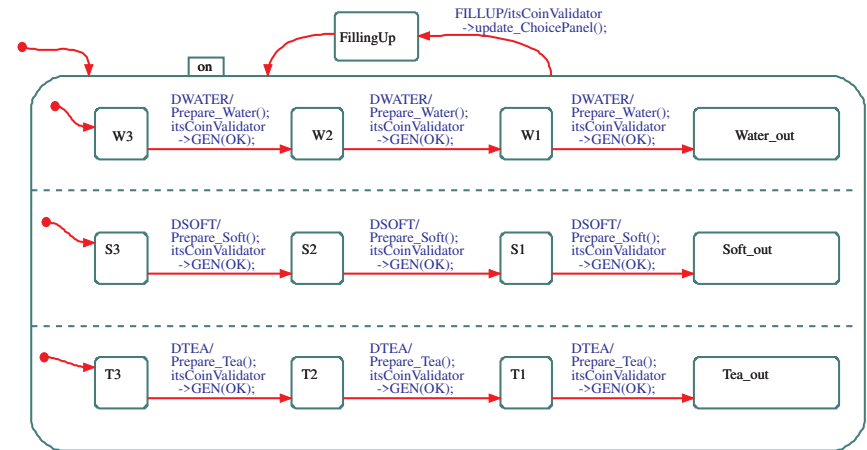 FILLUP/itsCoinValidator
->update_ChoicePanel();
FillingUp
on
DWATER/
Prepare_Water();
itsCoinValidator
->GEN(OK);
DWATER/
Prepare_Water();
itsCoinValidator
->GEN(OK);
DWATER/
Prepare_Water();
itsCoinValidator
->GEN(OK);
W3
W2
W1
Water_out
DSOFT/
Prepare_Soft();
itsCoinValidator
->GEN(OK);
DSOFT/
Prepare_Soft();
itsCoinValidator
->GEN(OK);
DSOFT/
Prepare_Soft();
itsCoinValidator
->GEN(OK);
S3
S2
S1
Soft_out
DTEA/
Prepare_Tea();
itsCoinValidator
->GEN(OK);
DTEA/
Prepare_Tea();
itsCoinValidator
->GEN(OK);
DTEA/
Prepare_Tea();
itsCoinValidator
->GEN(OK);
T3
T2
T1
Tea_out